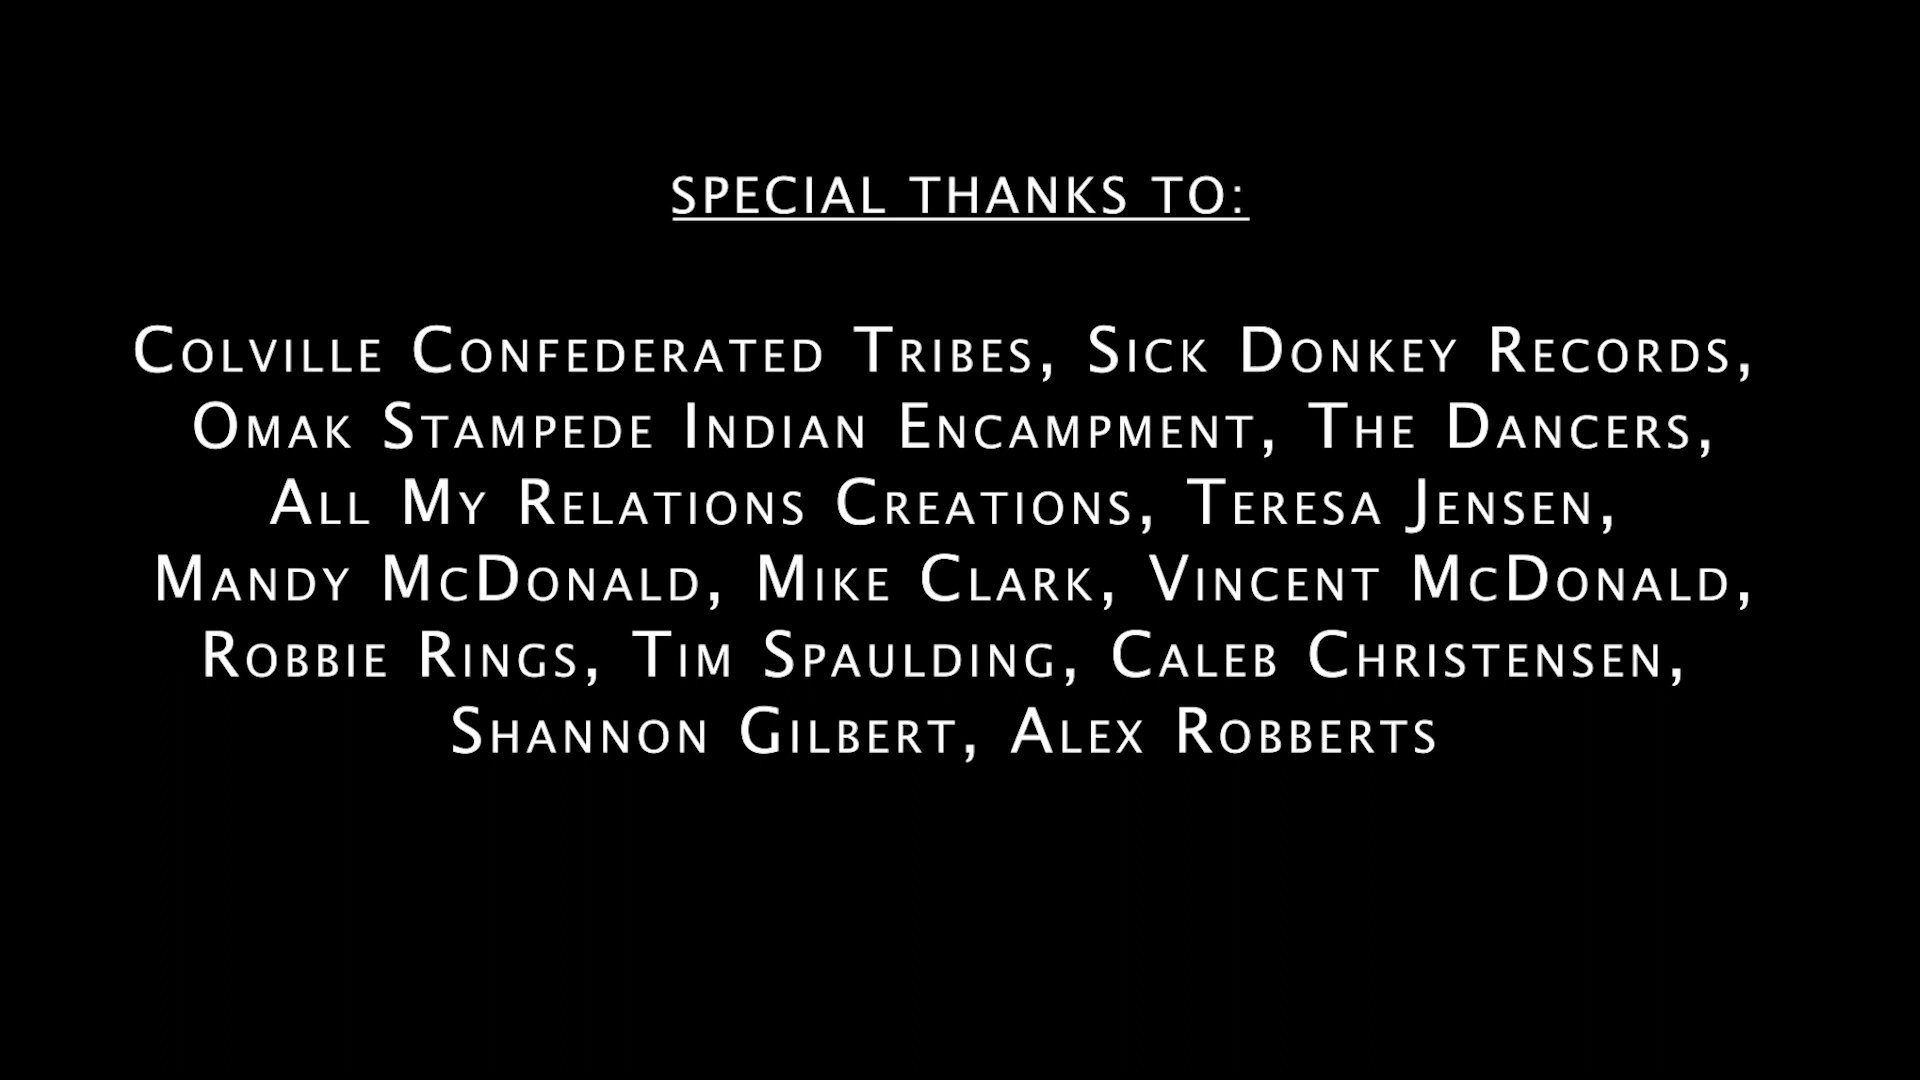 SPECIAL THANKS TO:
Colville Confederated Tribes, Sick Donkey Records,
Omak Stampede Indian Encampment, The Dancers,
All My Relations Creations, Teresa Jensen,
Mandy McDonald, Mike Clark, Vincent McDonald,
Robbie Rings, Tim Spaulding, Caleb Christensen,
Shannon Gilbert, Alex Robberts